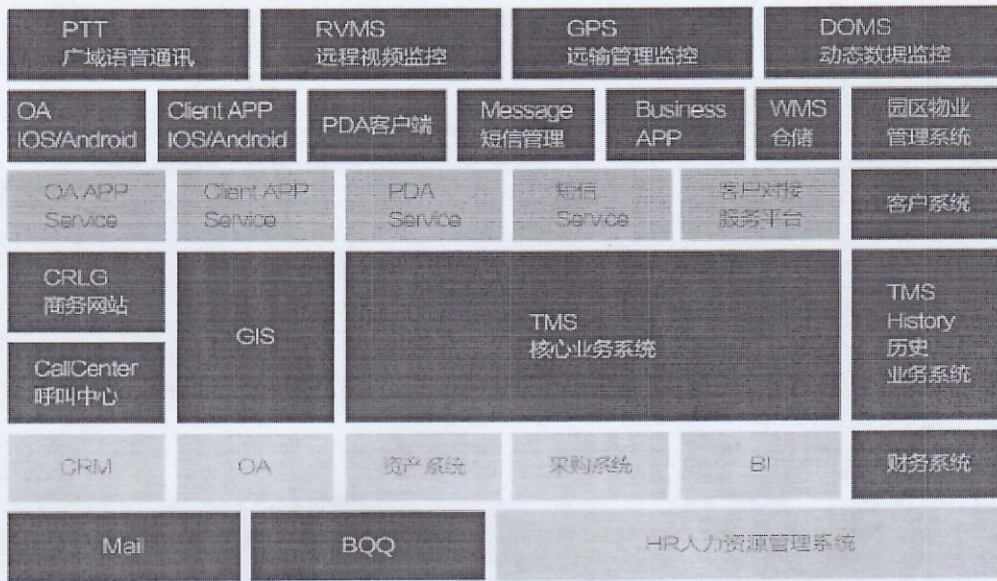 PTT
广域语音通讯
RVMS
远程视频监控
GPS
远输管理监控
DOMS
动态数据监控
OA
IOS/Android
Client APP
IOS/Android
PDA客户端
Message
短信管理
Business
APP
WMS
仓储
园区物业
管理系统
OA APP
Service
Client APP
Service
PDA
Service
短信
Service
客户对接
服务平台
客户系统
CRLG
商务网站
CallCenter
呼叫中心
GIS
TMS
核心业务系统
TMS
History
历史
业务系统
CRM
OA
资产系统
采购系统
BI
财务系统
Mail
BQQ
HR人力资源管理系统